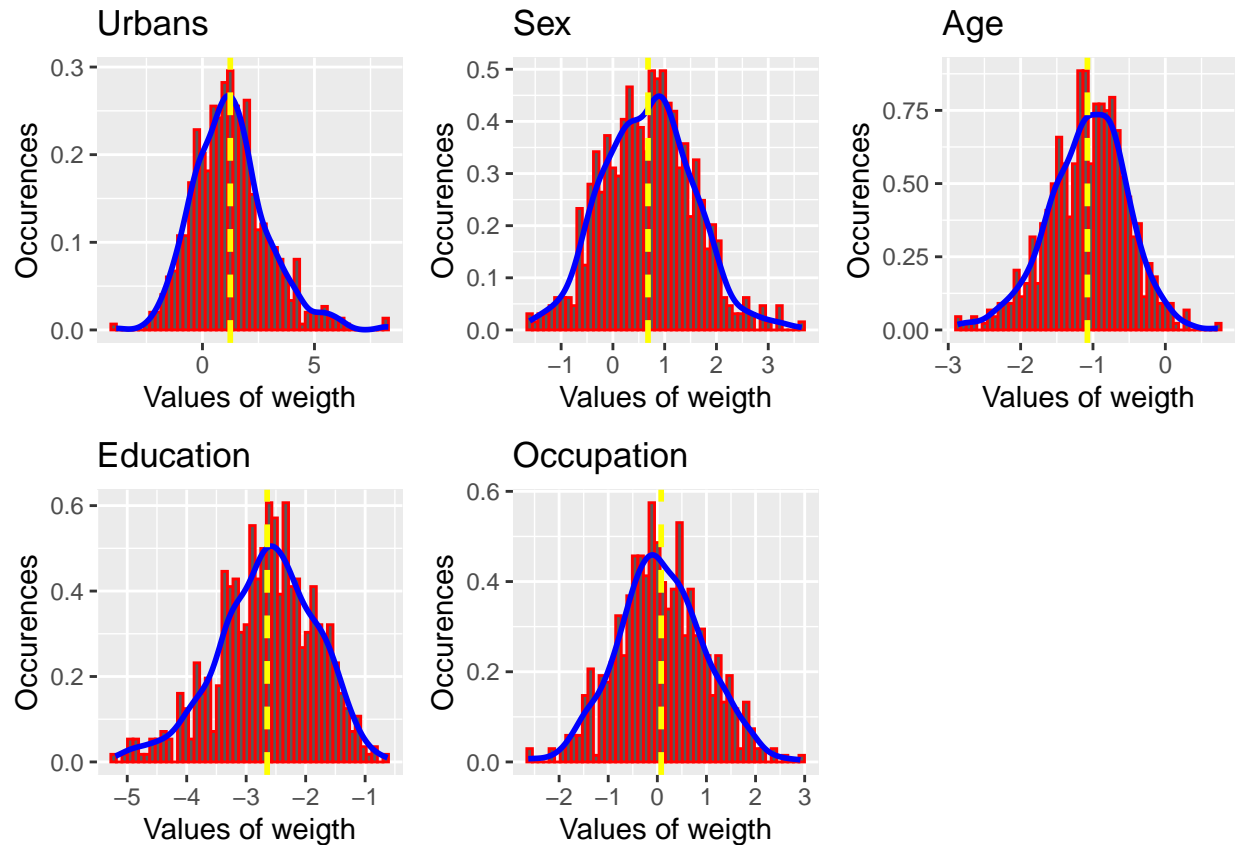 Urbans
Sex
Age
0.3
0.2
0.1
0.0
Occurences
0
5
Values of weigth
0.5
0.4
0.3
0.2
0.1
0.0
Occurences
−1
0
1
2
3
Values of weigth
0.75
0.50
0.25
0.00
Occurences
−3
−2
−1
0
Values of weigth
Education
Occupation
0.6
0.4
0.2
0.0
Occurences
−5
−4
−3
−2
−1
Values of weigth
0.6
0.4
0.2
0.0
Occurences
−2
−1
0
1
2
3
Values of weigth